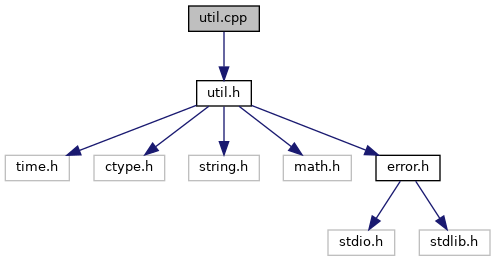 util.cpp
util.h
time.h
ctype.h
string.h
math.h
error.h
stdio.h
stdlib.h